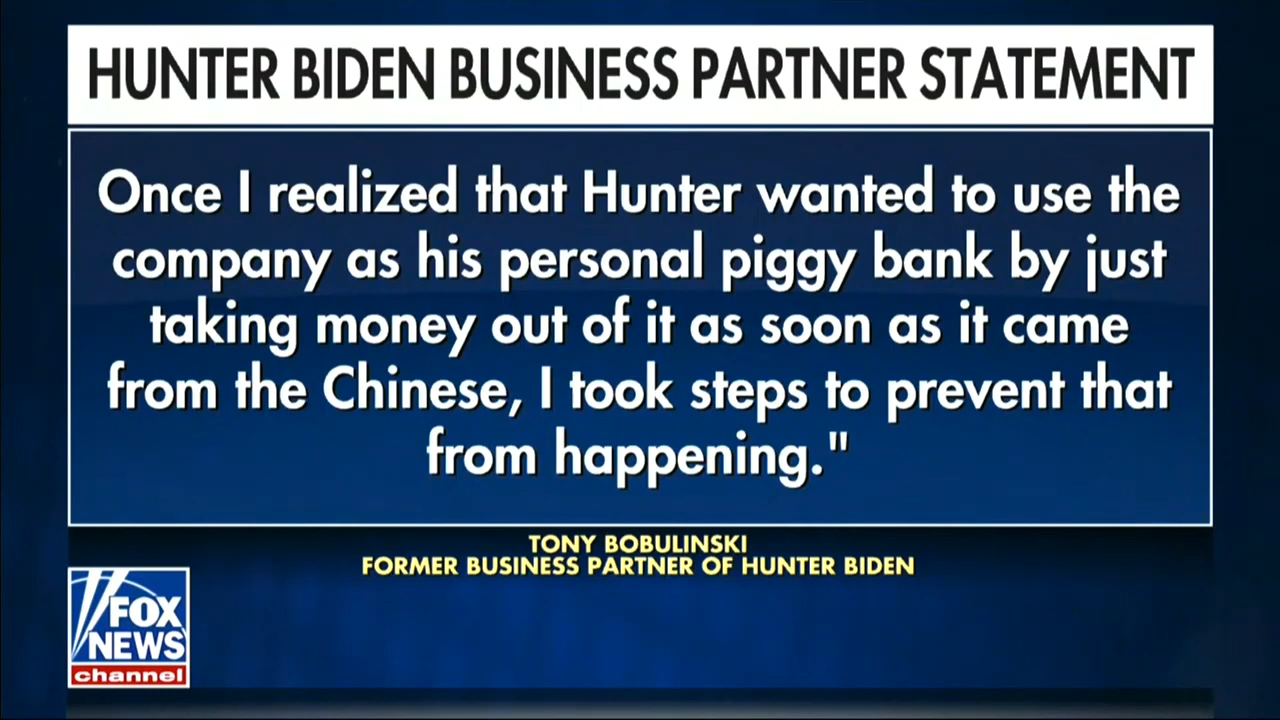 HUNTER BIDEN BUSINESS PARTNER STATEMENT
Once I realized that Hunter wanted to use the
company as his personal piggy bank by just
taking money out of it as soon as it came
from the Chinese, I took steps to prevent that
from happening."
TONY BOBULINSKI
FORMER BUSINESS PARTNER OF HUNTER BIDEN
FOX
NEWS
channel